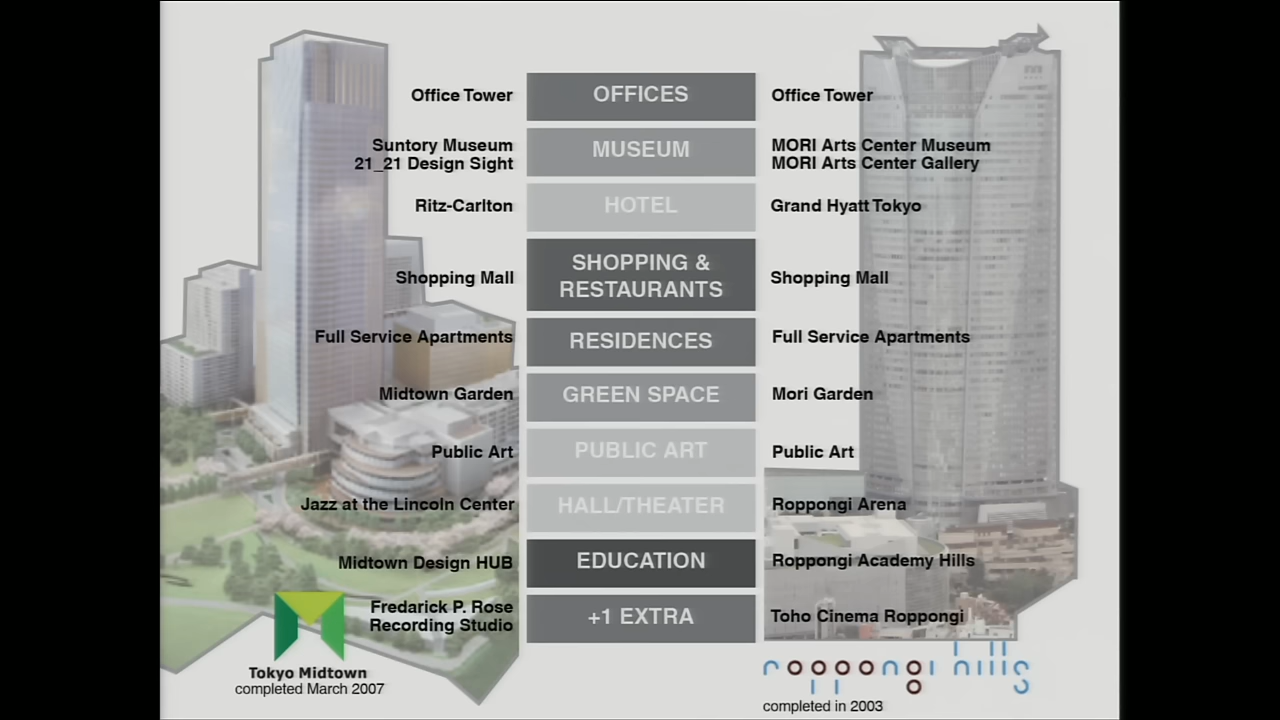 Office Tower OFFICES Office Tower
Suntory Museum
21_21 Design Sight
MUSEUM
MORI Arts Center Museum
MORI Arts Center Gallery
Ritz-Carlton HOTEL Grand Hyatt Tokyo
Shopping Mall
SHOPPING &
RESTAURANTS
Shopping Mall
Full Service Apartments RESIDENCES Full Service Apartments
Midtown Garden GREEN SPACE Mori Garden
Public Art PUBLIC ART Public Art
Jazz at the Lincoln Center HALL/THEATER Roppongi Arena
Midtown Design HUB EDUCATION Roppongi Academy Hills
Fredarick P. Rose
Recording Studio
+1 EXTRA
Toho Cinema Roppongi
Tokyo Midtown
completed March 2007
roppongi hills
completed in 2003